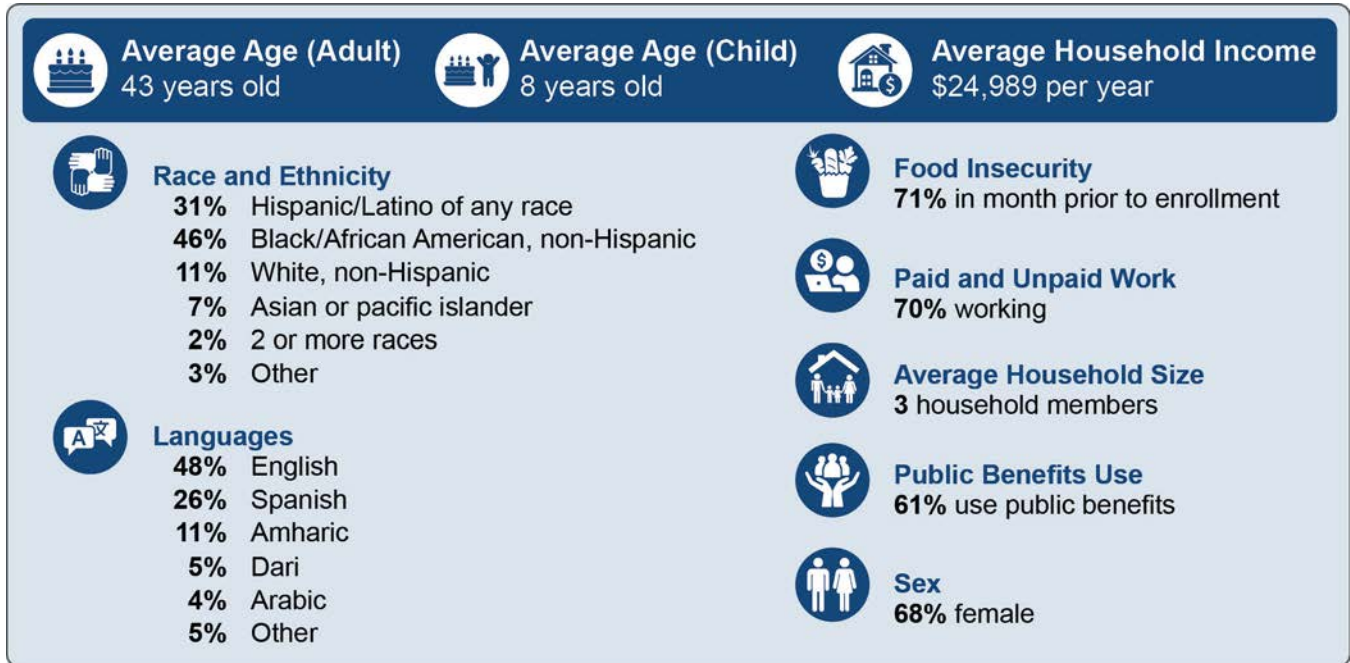 Average Age (Adult)
43 years old
Average Age (Child)
8 years old
Average Household Income
$24,989 per year
Race and Ethnicity
31% Hispanic/Latino of any race
46% Black/African American, non-Hispanic
11% White, non-Hispanic
7% Asian or pacific islander
2% 2 or more races
3% Other
A 文
Languages
48% English
26% Spanish
11% Amharic
5% Dari
4% Arabic
5% Other
Food Insecurity
71% in month prior to enrollment
Paid and Unpaid Work
70% working
Average Household Size
3 household members
Public Benefits Use
61% use public benefits
Sex
68% female